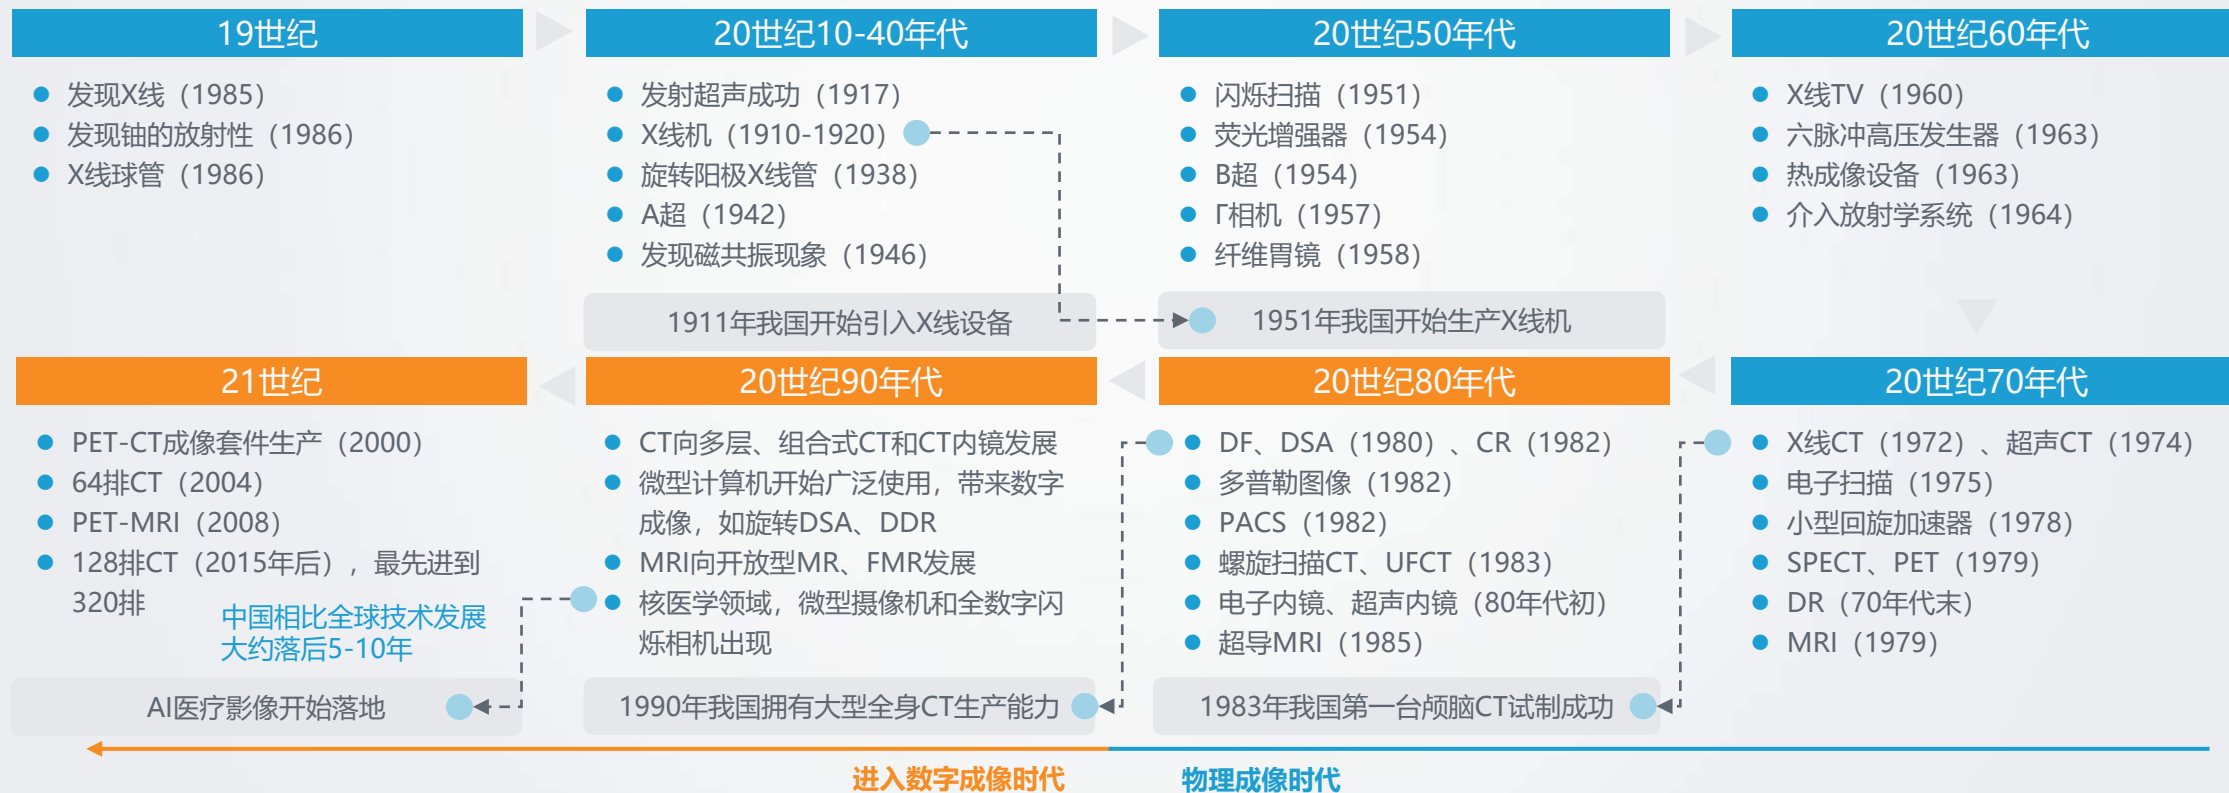 19世纪
发现X线（1985）
发现铀的放射性（1986）
X线球管（1986）
20世纪10-40年代
发射超声成功（1917）
X线机（1910-1920）
旋转阳极X线管（1938）
A超（1942）
发现磁共振现象（1946）
1911年我国开始引入X线设备
20世纪50年代
闪烁扫描（1951）
荧光增强器（1954）
B超（1954）
Γ相机（1957）
纤维胃镜（1958）
1951年我国开始生产X线机
20世纪60年代
X线TV（1960）
六脉冲高压发生器（1963）
热成像设备（1963）
介入放射学系统（1964）
20世纪70年代
X线CT（1972）、超声CT（1974）
电子扫描（1975）
小型回旋加速器（1978）
SPECT、PET（1979）
DR（70年代末）
MRI（1979）
20世纪80年代
DF、DSA（1980）、CR（1982）
多普勒图像（1982）
PACS（1982）
螺旋扫描CT、UFCT（1983）
电子内镜、超声内镜（80年代初）
超导MRI（1985）
1983年我国第一台颅脑CT试制成功
20世纪90年代
CT向多层、组合式CT和CT内镜发展
微型计算机开始广泛使用，带来数字
成像，如旋转DSA、DDR
MRI向开放型MR、FMR发展
核医学领域，微型摄像机和全数字闪
烁相机出现
1990年我国拥有大型全身CT生产能力
21世纪
PET-CT成像套件生产（2000）
64排CT（2004）
PET-MRI（2008）
128排CT（2015年后），最先进到
320排
中国相比全球技术发展
大约落后5-10年
AI医疗影像开始落地
进入数字成像时代
物理成像时代